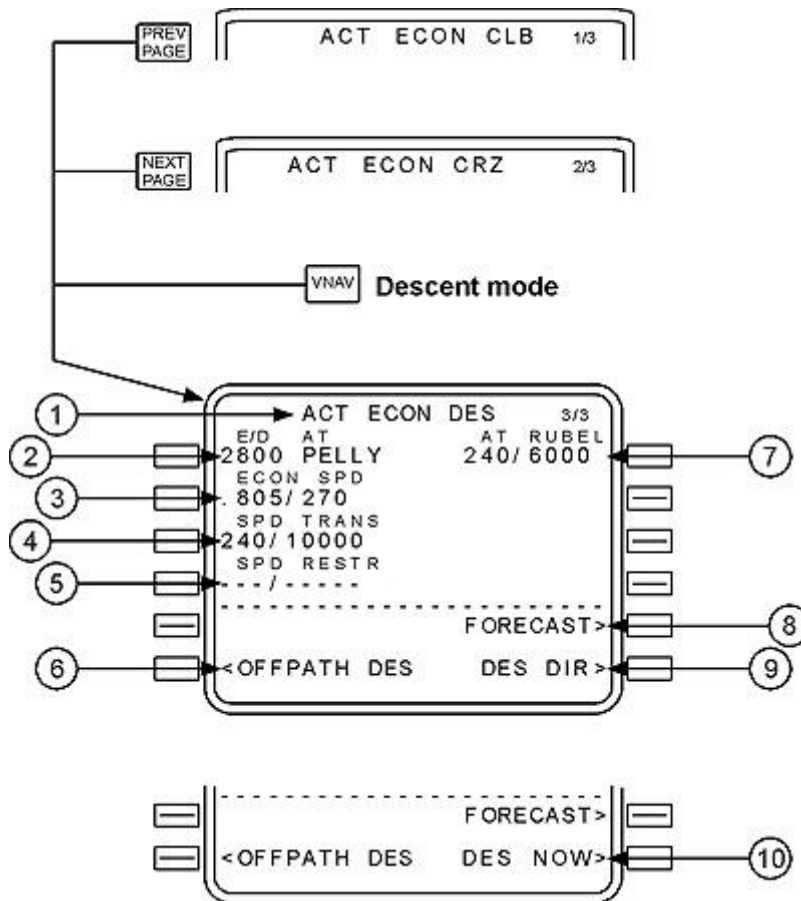 PREV
PAGE
ACT ECON CLB 1/3
NEXT
PAGE
ACT ECON CRZ 2/3
VNAV
Descent mode
1
ACT ECON DES 3/3
E/D AT AT RUBEL
2
2800 PELLY 240/6000
7
ECON SPD
3
.805/270
SPD TRANS
4
240/10000
SPD RESTR
5
---/-----
------------------------
FORECAST>
8
6
<OFFPATH DES DES DIR>
9
------------------------
FORECAST>
<OFFPATH DES DES NOW>
10